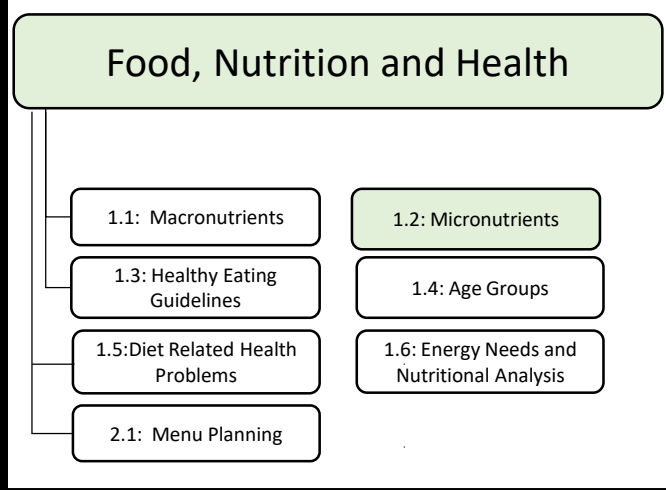 Food, Nutrition and Health
1.1: Macronutrients
1.2: Micronutrients
1.3: Healthy Eating
Guidelines
1.4: Age Groups
1.5:Diet Related Health
Problems
1.6: Energy Needs and
Nutritional Analysis
2.1: Menu Planning